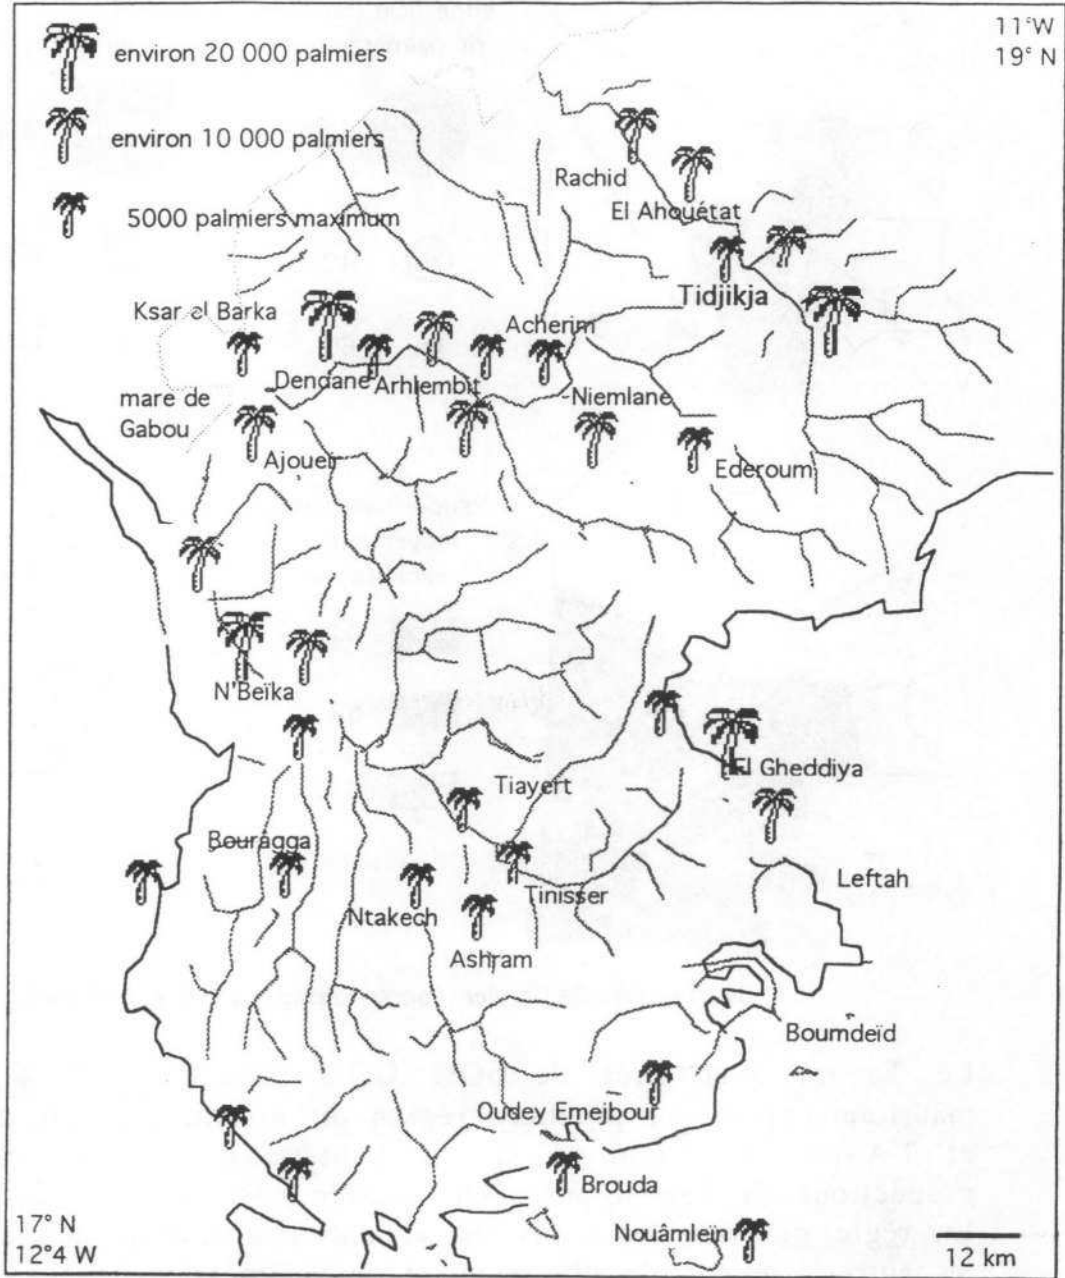 11°W
19° N
environ 20 000 palmiers
environ 10 000 palmiers
5000 palmiers maximum
Rachid
El Ahouétat
Tidjikja
Ksar el Barka
Acherim
Dendane
Arhlembit
Niemlane
mare de
Gabou
Ajouer
Ederoum
N'Beïka
El Gheddiya
Tiayert
Bouragga
Leftah
Tinisser
Ntakech
Ashram
Boumdeïd
Oudey Emejbour
Brouda
17° N
12°4 W
Nouâmleïn
12 km